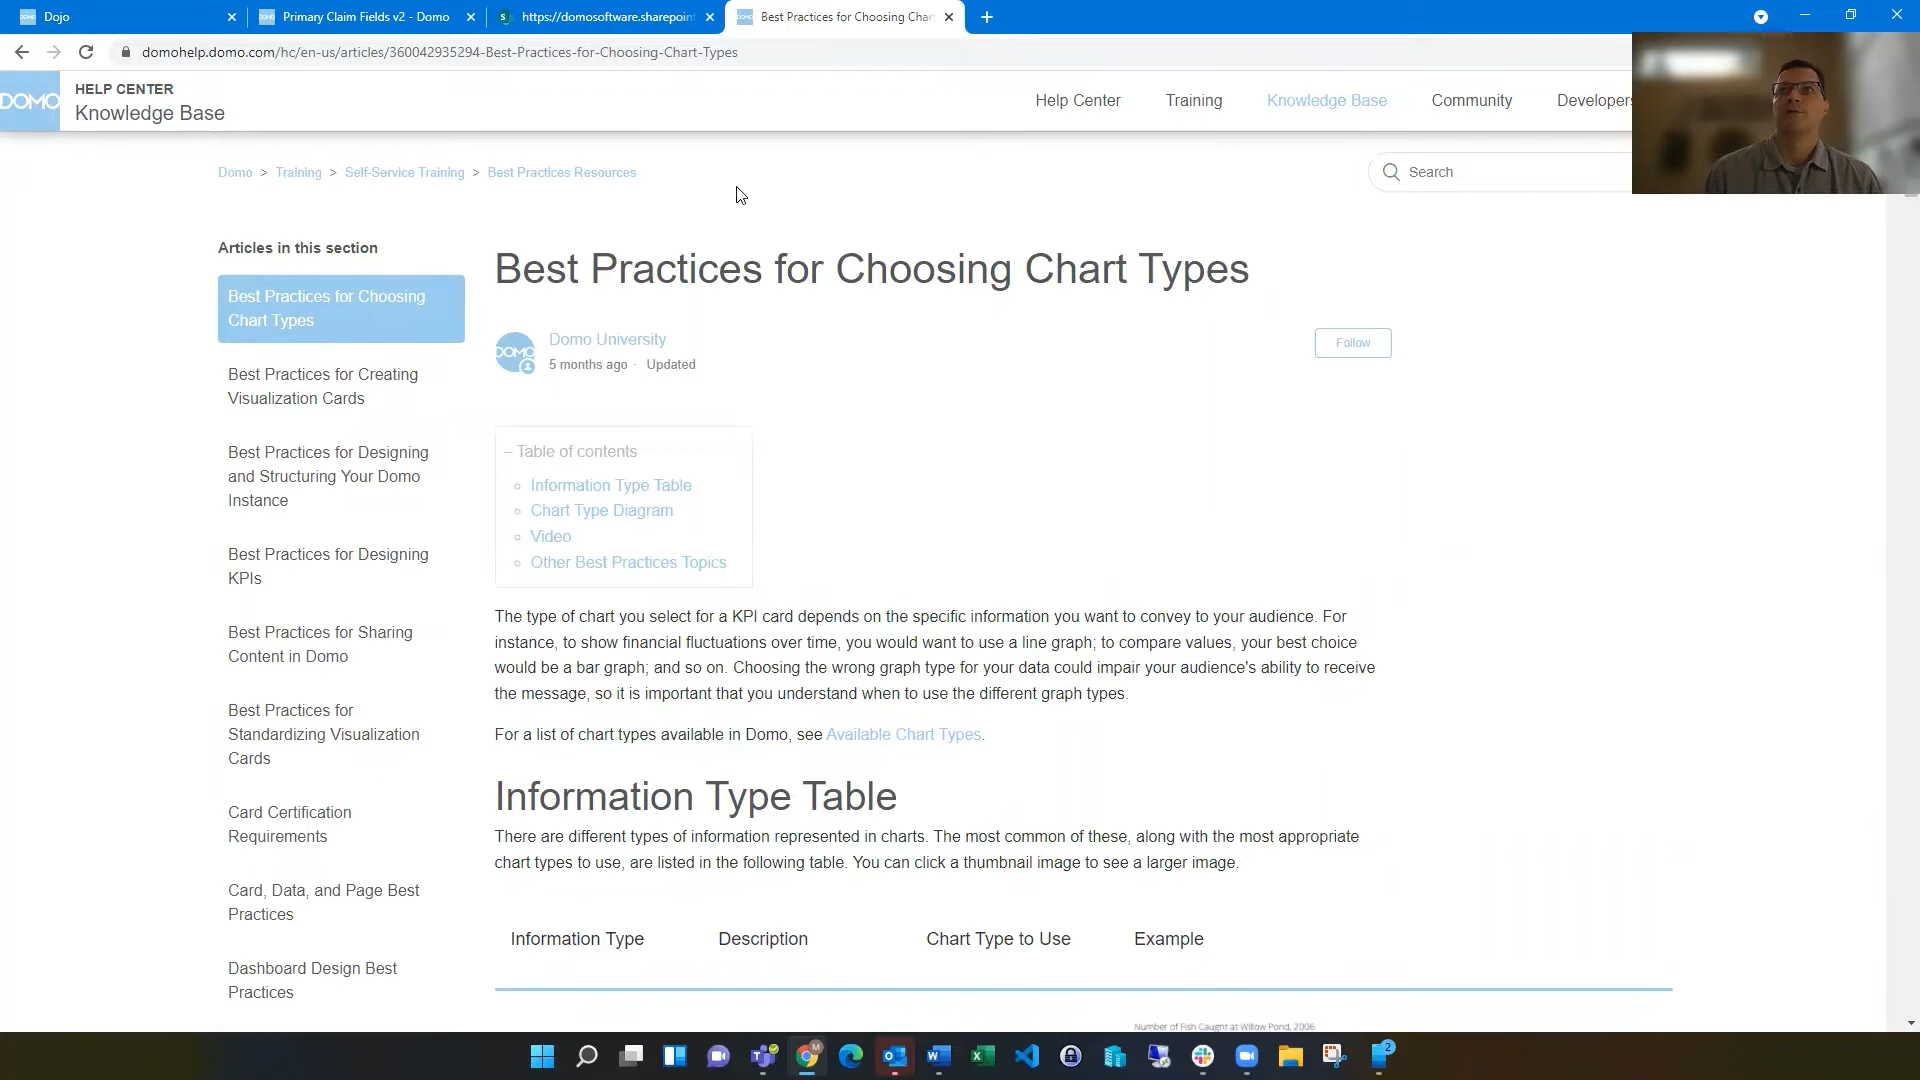 Dojo
Primary Claim Fields v2 - Domo
https://domosoftware.sharepoint
Best Practices for Choosing Char
domohelp.domo.com/hc/en-us/articles/360042935294-Best-Practices-for-Choosing-Chart-Types
DOMO
HELP CENTER
Knowledge Base
Help Center Training Knowledge Base Community Developers
Domo > Training > Self-Service Training > Best Practices Resources
Search
Articles in this section
Best Practices for Choosing
Chart Types
Best Practices for Creating
Visualization Cards
Best Practices for Designing
and Structuring Your Domo
Instance
Best Practices for Designing
KPIs
Best Practices for Sharing
Content in Domo
Best Practices for
Standardizing Visualization
Cards
Card Certification
Requirements
Card, Data, and Page Best
Practices
Dashboard Design Best
Practices
Best Practices for Choosing Chart Types
DOMO
Domo University
5 months ago · Updated
Follow
– Table of contents
Information Type Table
Chart Type Diagram
Video
Other Best Practices Topics
The type of chart you select for a KPI card depends on the specific information you want to convey to your audience. For
instance, to show financial fluctuations over time, you would want to use a line graph; to compare values, your best choice
would be a bar graph; and so on. Choosing the wrong graph type for your data could impair your audience's ability to receive
the message, so it is important that you understand when to use the different graph types.
For a list of chart types available in Domo, see Available Chart Types.
Information Type Table
There are different types of information represented in charts. The most common of these, along with the most appropriate
chart types to use, are listed in the following table. You can click a thumbnail image to see a larger image.
Information Type Description Chart Type to Use Example
Number of Fish Caught at Willow Pond, 2006
2